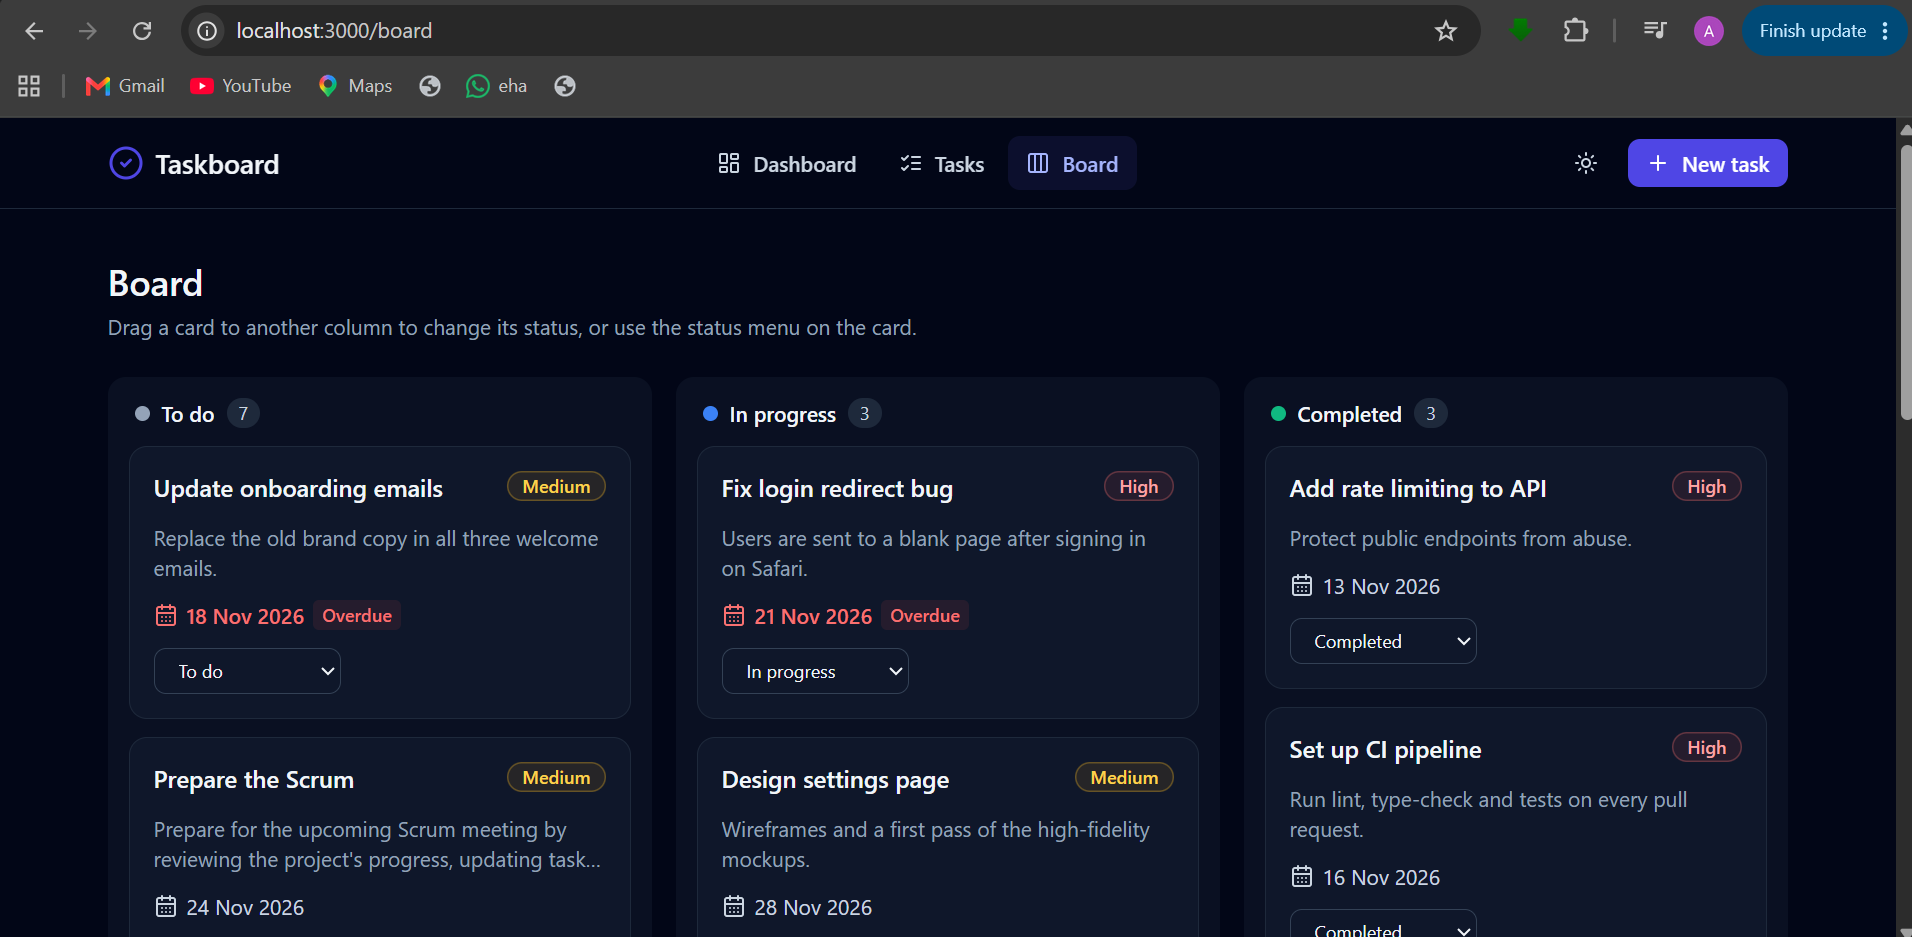 localhost:3000/board
A
Finish update
Gmail
YouTube
Maps
eha
Taskboard
Dashboard
Tasks
Board
New task
Board
Drag a card to another column to change its status, or use the status menu on the card.
To do 7
Update onboarding emails
Medium
Replace the old brand copy in all three welcome
emails.
18 Nov 2026 Overdue
To do
Prepare the Scrum
Medium
Prepare for the upcoming Scrum meeting by
reviewing the project's progress, updating task...
24 Nov 2026
In progress 3
Fix login redirect bug
High
Users are sent to a blank page after signing in
on Safari.
21 Nov 2026 Overdue
In progress
Design settings page
Medium
Wireframes and a first pass of the high-fidelity
mockups.
28 Nov 2026
Completed 3
Add rate limiting to API
High
Protect public endpoints from abuse.
13 Nov 2026
Completed
Set up CI pipeline
High
Run lint, type-check and tests on every pull
request.
16 Nov 2026
Completed